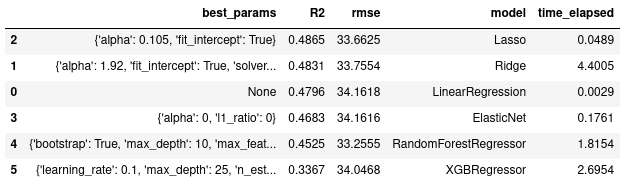 best_params R2 rmse model time_elapsed
2 {'alpha': 0.105, 'fit_intercept': True} 0.4865 33.6625 Lasso 0.0489
1 {'alpha': 1.92, 'fit_intercept': True, 'solver... 0.4831 33.7554 Ridge 4.4005
0 None 0.4796 34.1618 LinearRegression 0.0029
3 {'alpha': 0, 'l1_ratio': 0} 0.4683 34.1616 ElasticNet 0.1761
4 {'bootstrap': True, 'max_depth': 10, 'max_feat... 0.4525 33.2555 RandomForestRegressor 1.8154
5 {'learning_rate': 0.1, 'max_depth': 25, 'n_est... 0.3367 34.0468 XGBRegressor 2.6954